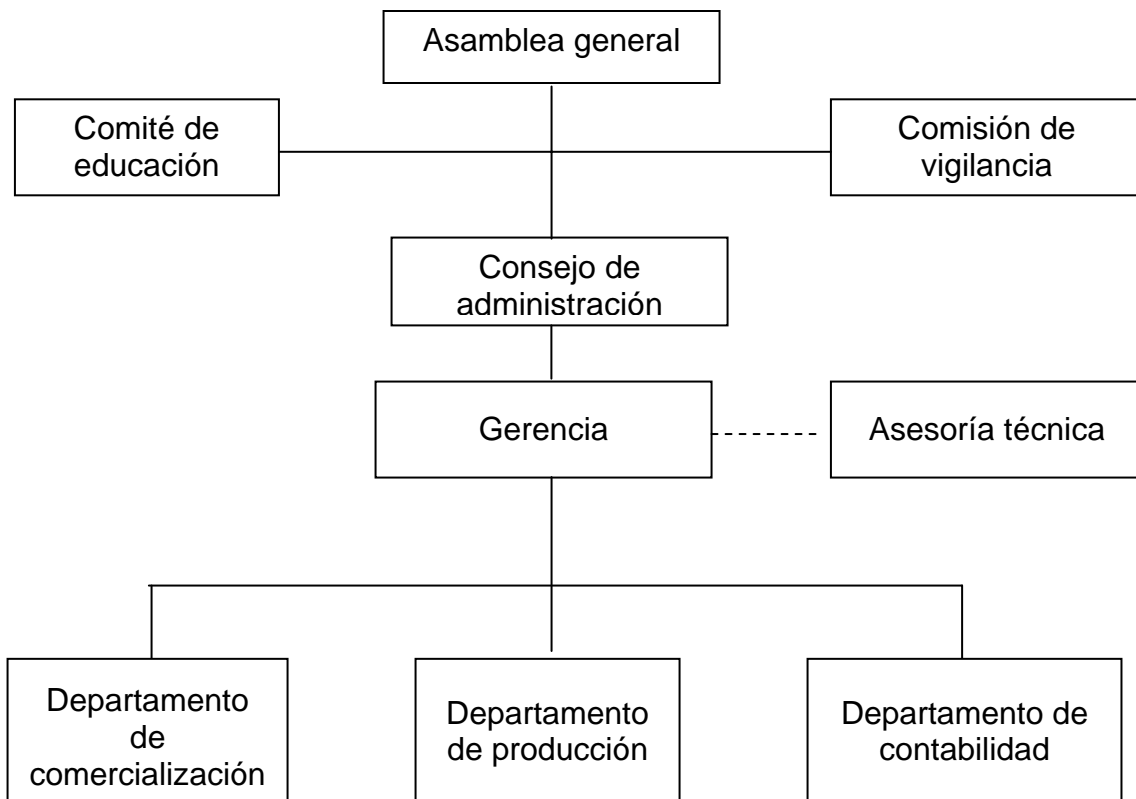 Asamblea general
Comité de
educación
Comisión de
vigilancia
Consejo de
administración
Gerencia
Asesoría técnica
Departamento
de
comercialización
Departamento
de producción
Departamento de
contabilidad